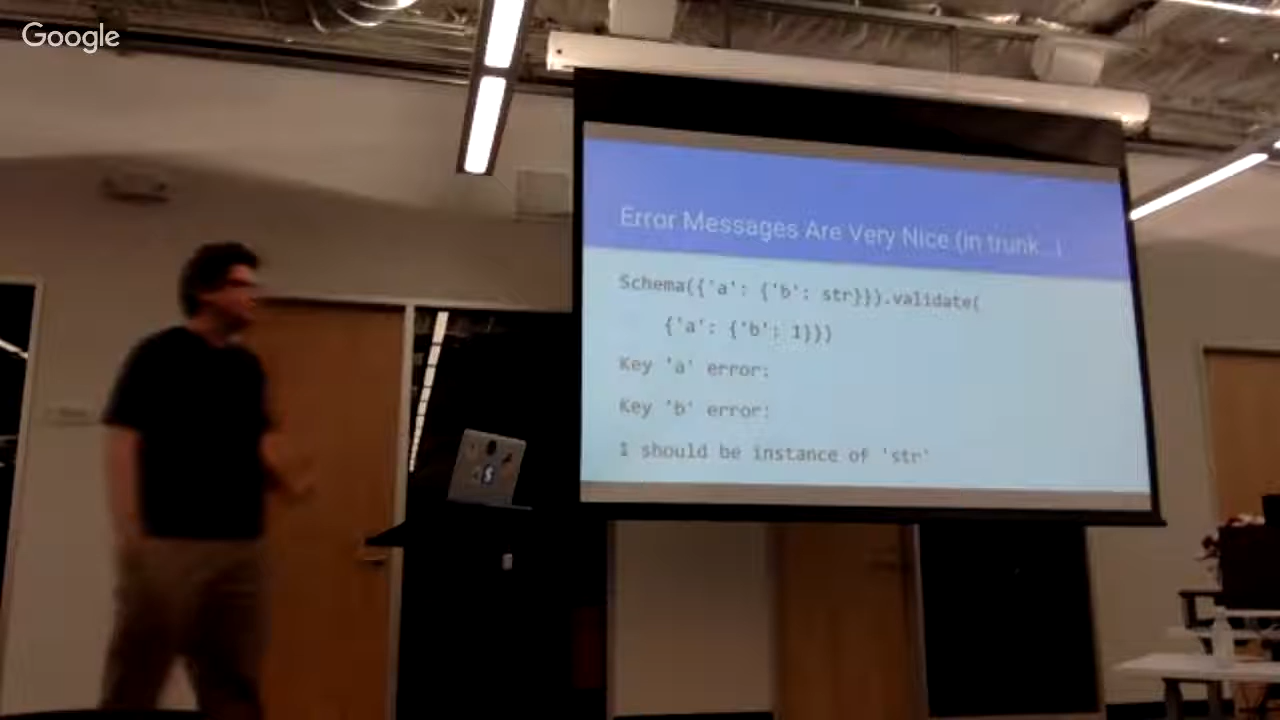 Google
Error Messages Are Very Nice (in trunk...)
Schema({'a': {'b': str}}).validate(
{'a': {'b': 1}})
Key 'a' error:
Key 'b' error:
1 should be instance of 'str'